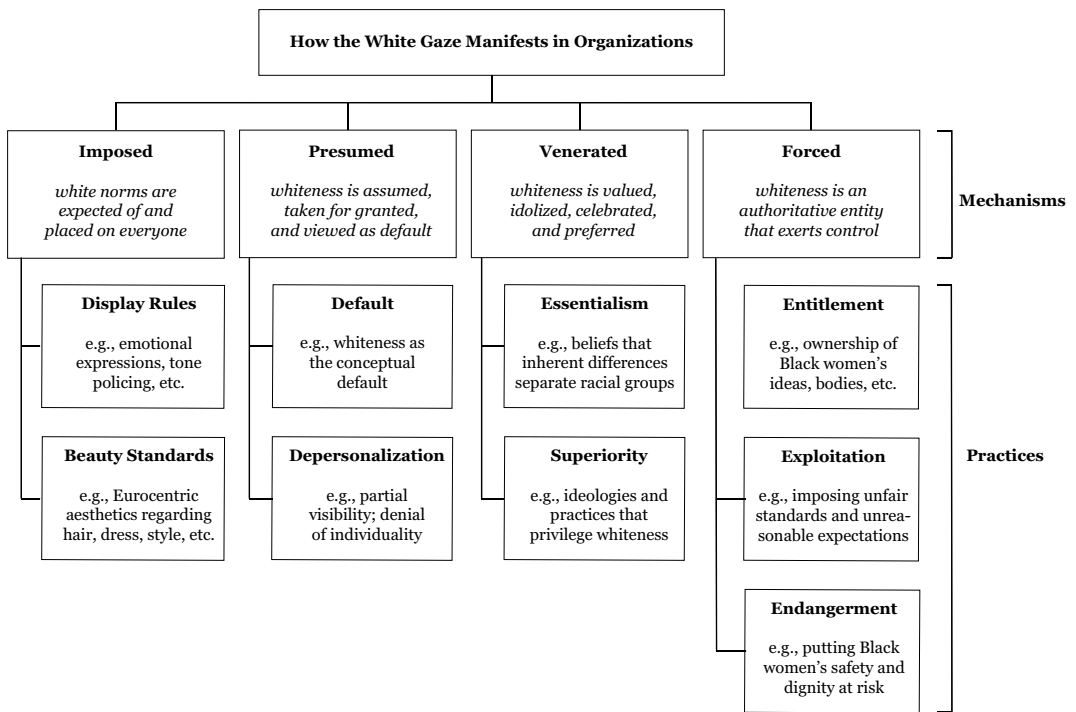 How the White Gaze Manifests in Organizations
Imposed
white norms are
expected of and
placed on everyone
Presumed
whiteness is assumed,
taken for granted,
and viewed as default
Venerated
whiteness is valued,
idolized, celebrated,
and preferred
Forced
whiteness is an
authoritative entity
that exerts control
Mechanisms
Display Rules
e.g., emotional
expressions, tone
policing, etc.
Default
e.g., whiteness as
the conceptual
default
Essentialism
e.g., beliefs that
inherent differences
separate racial groups
Entitlement
e.g., ownership of
Black women's
ideas, bodies, etc.
Beauty Standards
e.g., Eurocentric
aesthetics regarding
hair, dress, style, etc.
Depersonalization
e.g., partial
visibility; denial
of individuality
Superiority
e.g., ideologies and
practices that
privilege whiteness
Exploitation
e.g., imposing unfair
standards and unrea-
sonable expectations
Practices
Endangerment
e.g., putting Black
women's safety and
dignity at risk